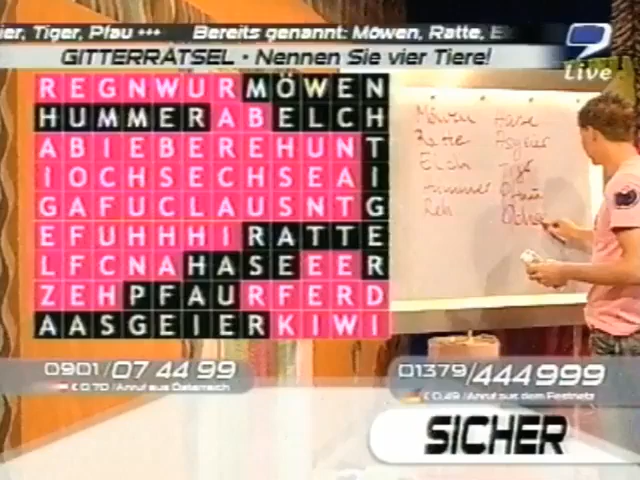 ier, Tiger, Pfau +++ Bereits genannt: Möwen, Ratte,
GITTERRÄTSEL · Nennen Sie vier Tiere!
9
Live
REGNWURMÖWEN
HUMMERABELCH
ABIEBEREHUNT
IOCHSECHSEAI
GAFUCLAUSNTG
EFUHHHIRATTE
LFCNAHASEEER
ZEHPFAURFERD
AASGEIERKIWI
Möwen
Ratte
Elch
Hummer
Reh
Hase
Tiger
Pfau
0901/07 44 99
€ 0,70 / Anruf aus Österreich
01379/444 999
€ 0,49 / Anruf aus dem Festnetz
SICHER